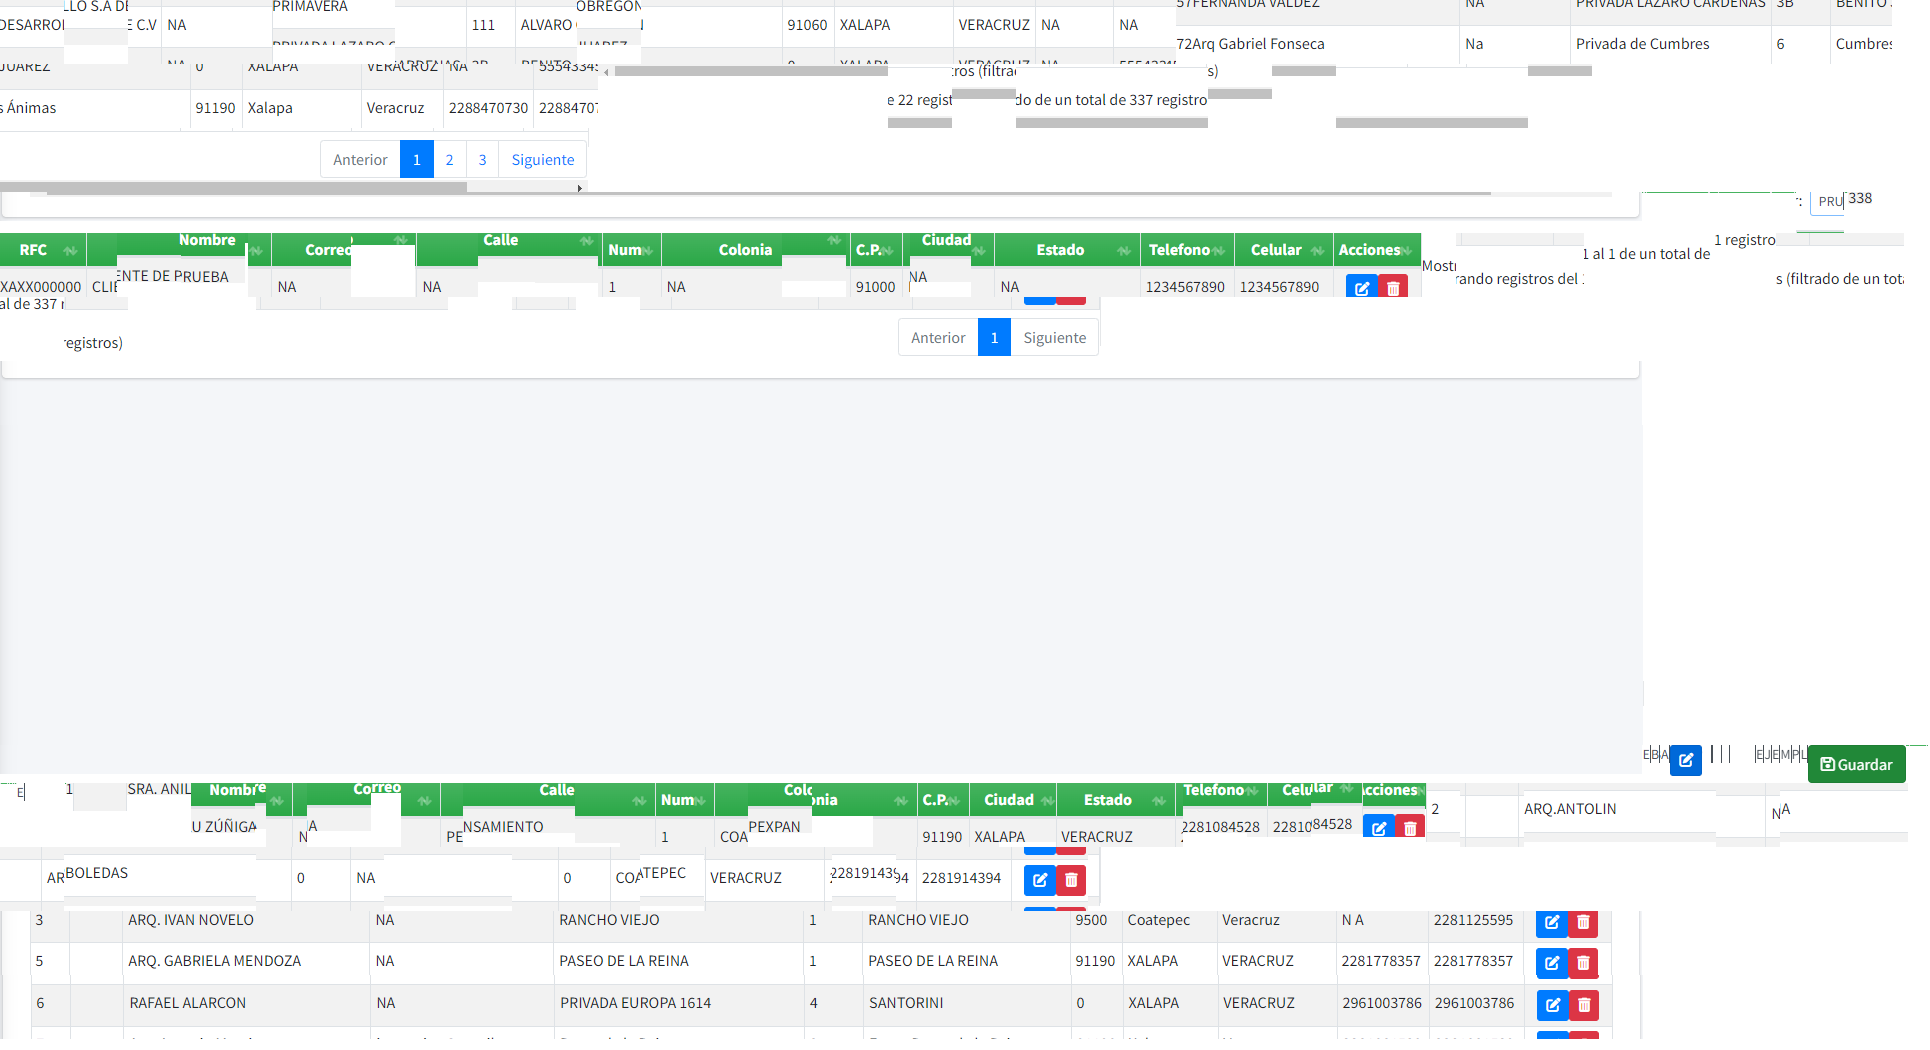 LLO S.A DE
PRIMAVERA
OBREGON
57FERNANDA VALDEZ NA PRIVADA LAZARO CARDENAS 3B BENITO
DESARROL E C.V NA 111 ALVARO 91060 XALAPA VERACRUZ NA NA
72Arq Gabriel Fonseca Na Privada de Cumbres 6 Cumbres
JUAREZ NA 0 XALAPA VERACRUZ NA
tros (filtra s)
s Ánimas 91190 Xalapa Veracruz 2288470730 2288470
e 22 regist do de un total de 337 registro
Anterior 1 2 3 Siguiente
: PRU 338
RFC Nombre Correo Calle Num Colonia C.P. Ciudad Estado Telefono Celular Acciones
1 registro
1 al 1 de un total de
Mostr
rando registros del s (filtrado de un tota
XAXX000000 CLIE ENTE DE PRUEBA NA NA 1 NA 91000 NA NA 1234567890 1234567890
al de 337 r
registros)
Anterior 1 Siguiente
EBA EJEMPL Guardar
E 1 SRA. ANIL
Nombre Correo Calle Num Colonia C.P. Ciudad Estado Telefono Celular Acciones
2 ARQ.ANTOLIN NA
U ZÚÑIGA NA PENSAMIENTO 1 COAPEXPAN 91190 XALAPA VERACRUZ 2281084528 2281084528
ARBOLEDAS 0 NA 0 COATEPEC VERACRUZ 2281914394 2281914394
3 ARQ. IVAN NOVELO NA RANCHO VIEJO 1 RANCHO VIEJO 9500 Coatepec Veracruz N A 2281125595
5 ARQ. GABRIELA MENDOZA NA PASEO DE LA REINA 1 PASEO DE LA REINA 91190 XALAPA VERACRUZ 2281778357 2281778357
6 RAFAEL ALARCON NA PRIVADA EUROPA 1614 4 SANTORINI 0 XALAPA VERACRUZ 2961003786 2961003786